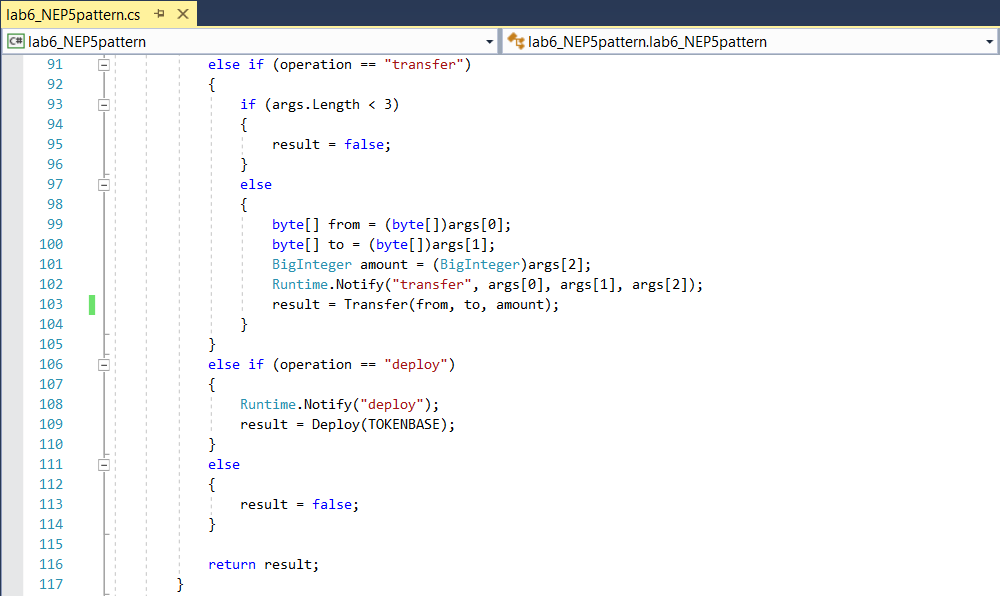 lab6_NEP5pattern.cs
C# lab6_NEP5pattern lab6_NEP5pattern.lab6_NEP5pattern
91 else if (operation == "transfer")
92 {
93 if (args.Length < 3)
94 {
95 result = false;
96 }
97 else
98 {
99 byte[] from = (byte[])args[0];
100 byte[] to = (byte[])args[1];
101 BigInteger amount = (BigInteger)args[2];
102 Runtime.Notify("transfer", args[0], args[1], args[2]);
103 result = Transfer(from, to, amount);
104 }
105 }
106 else if (operation == "deploy")
107 {
108 Runtime.Notify("deploy");
109 result = Deploy(TOKENBASE);
110 }
111 else
112 {
113 result = false;
114 }
115
116 return result;
117 }